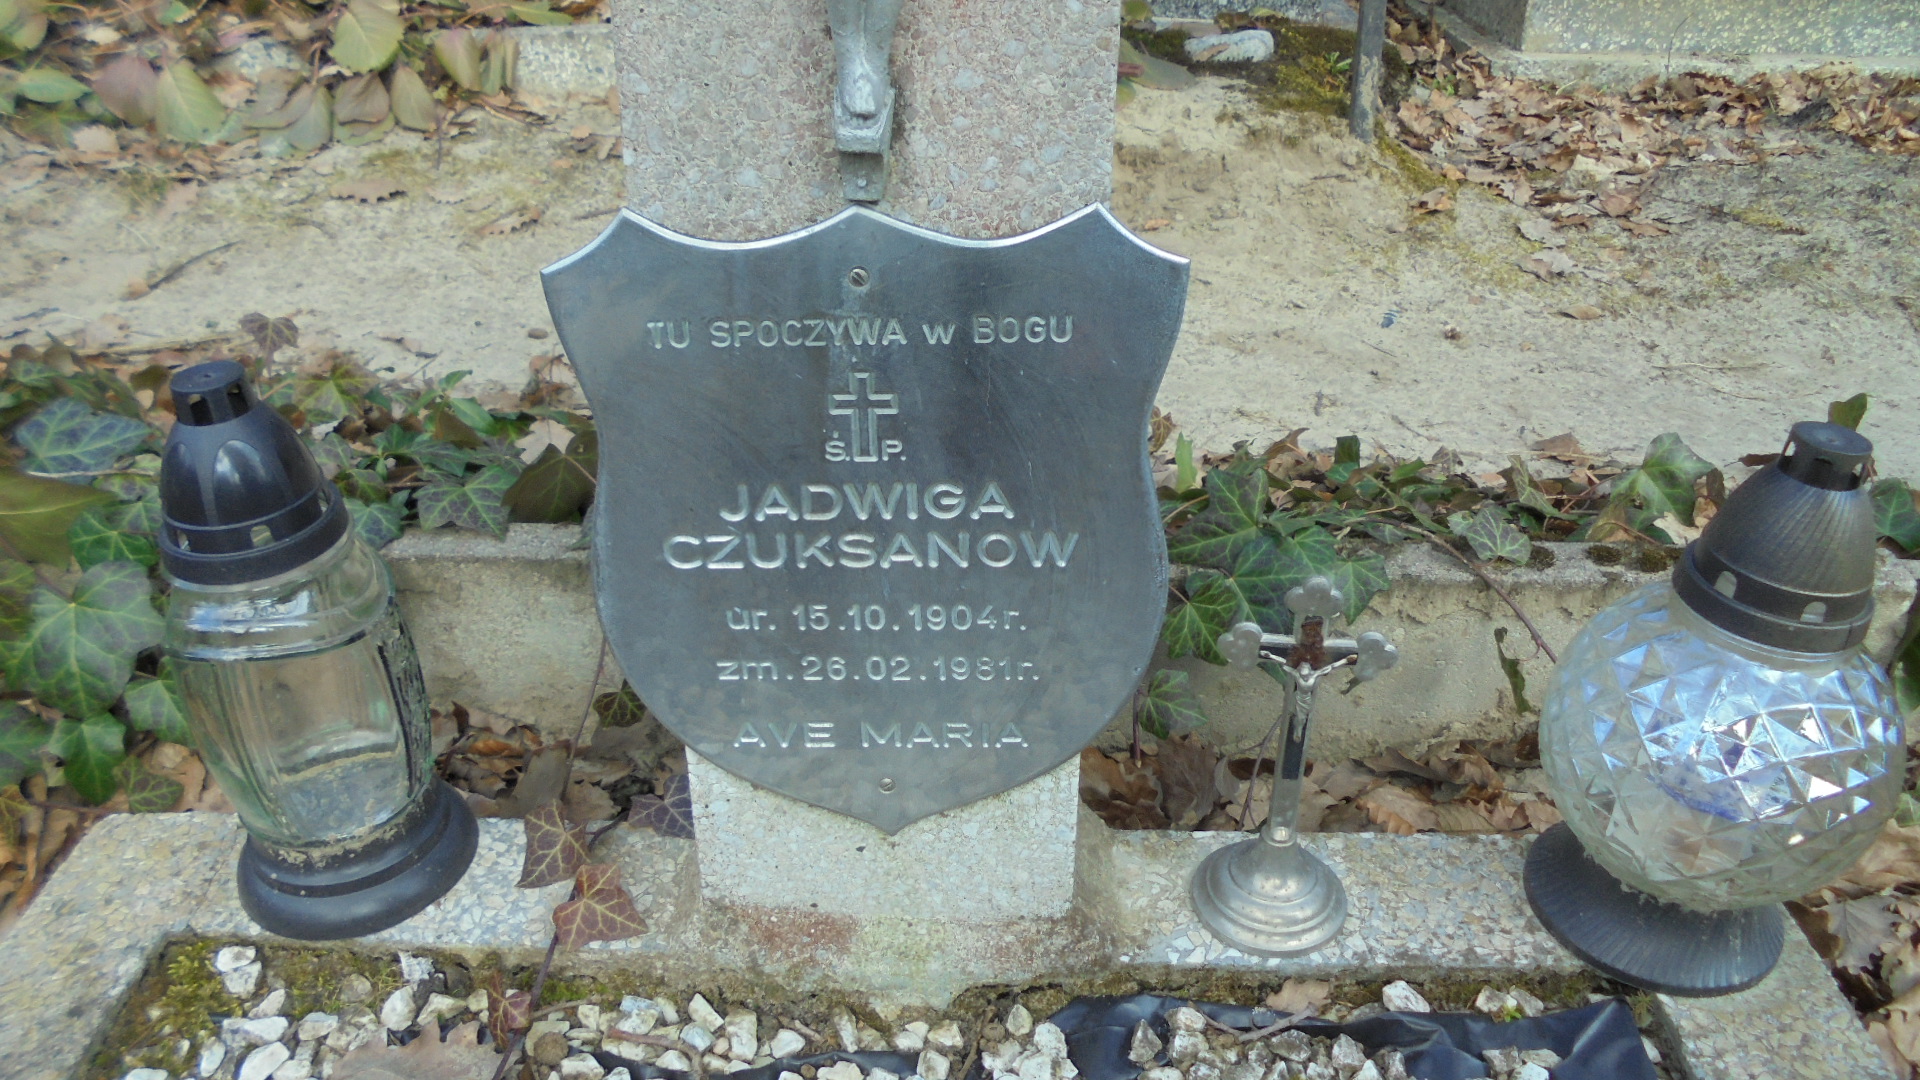 TU SPOCZYWA w BOGU
Ś.P.
JADWIGA
CZUKSANOW
ur. 15.10.1904r.
zm. 26.02.1981r.
AVE MARIA